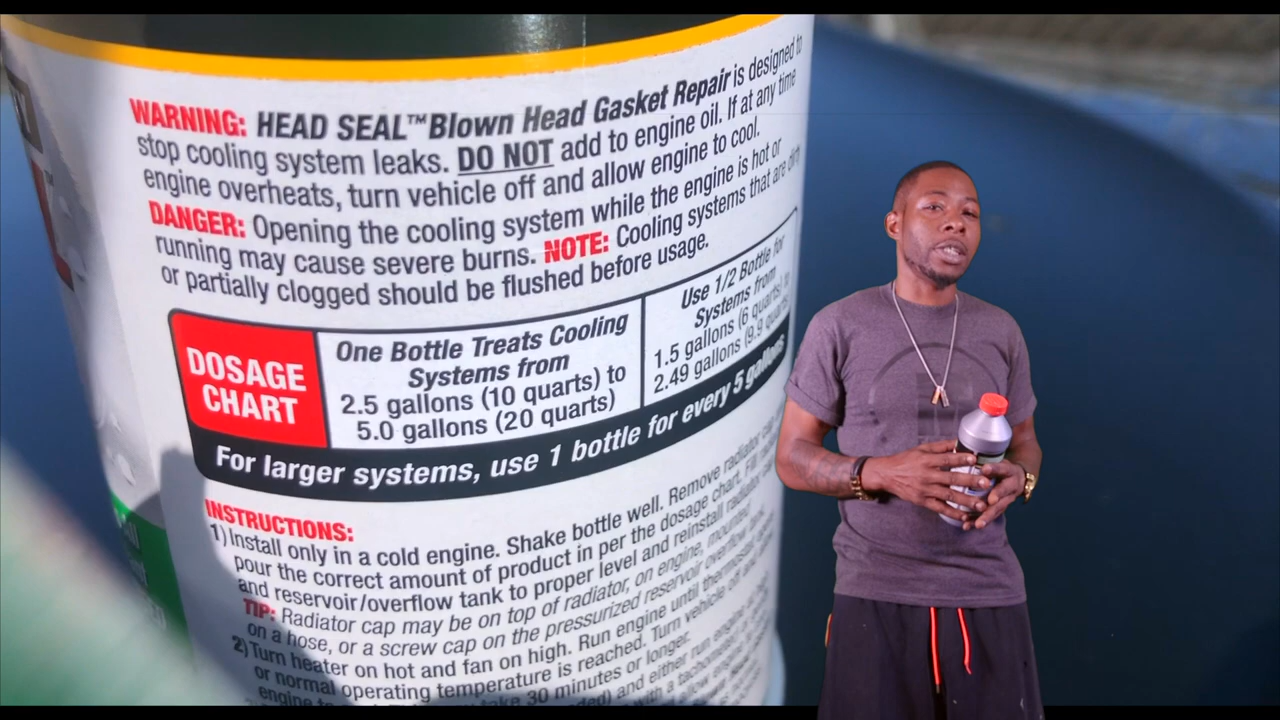 WARNING: HEAD SEAL™ Blown Head Gasket Repair is designed to
stop cooling system leaks. DO NOT add to engine oil. If at any time
engine overheats, turn vehicle off and allow engine to cool.
DANGER: Opening the cooling system while the engine is hot or
running may cause severe burns. NOTE: Cooling systems that are dirty
or partially clogged should be flushed before usage.
DOSAGE
CHART
One Bottle Treats Cooling
Systems from
2.5 gallons (10 quarts) to
5.0 gallons (20 quarts)
Use 1/2 Bottle for
Systems from
1.5 gallons (6 quarts) to
2.49 gallons (9.9 quarts)
For larger systems, use 1 bottle for every 5 gallons
INSTRUCTIONS:
1) Install only in a cold engine. Shake bottle well. Remove radiator cap
pour the correct amount of product in per the dosage chart. Fill
and reservoir/overflow tank to proper level and reinstall radiator
TIP: Radiator cap may be on top of radiator, on engine, mounted
on a hose, or a screw cap on the pressurized reservoir overflow tank.
2) Turn heater on hot and fan on high. Run engine until thermostat
or normal operating temperature is reached. Turn vehicle off and
engine to take 30 minutes or longer.
and either run engine
with a tachometer